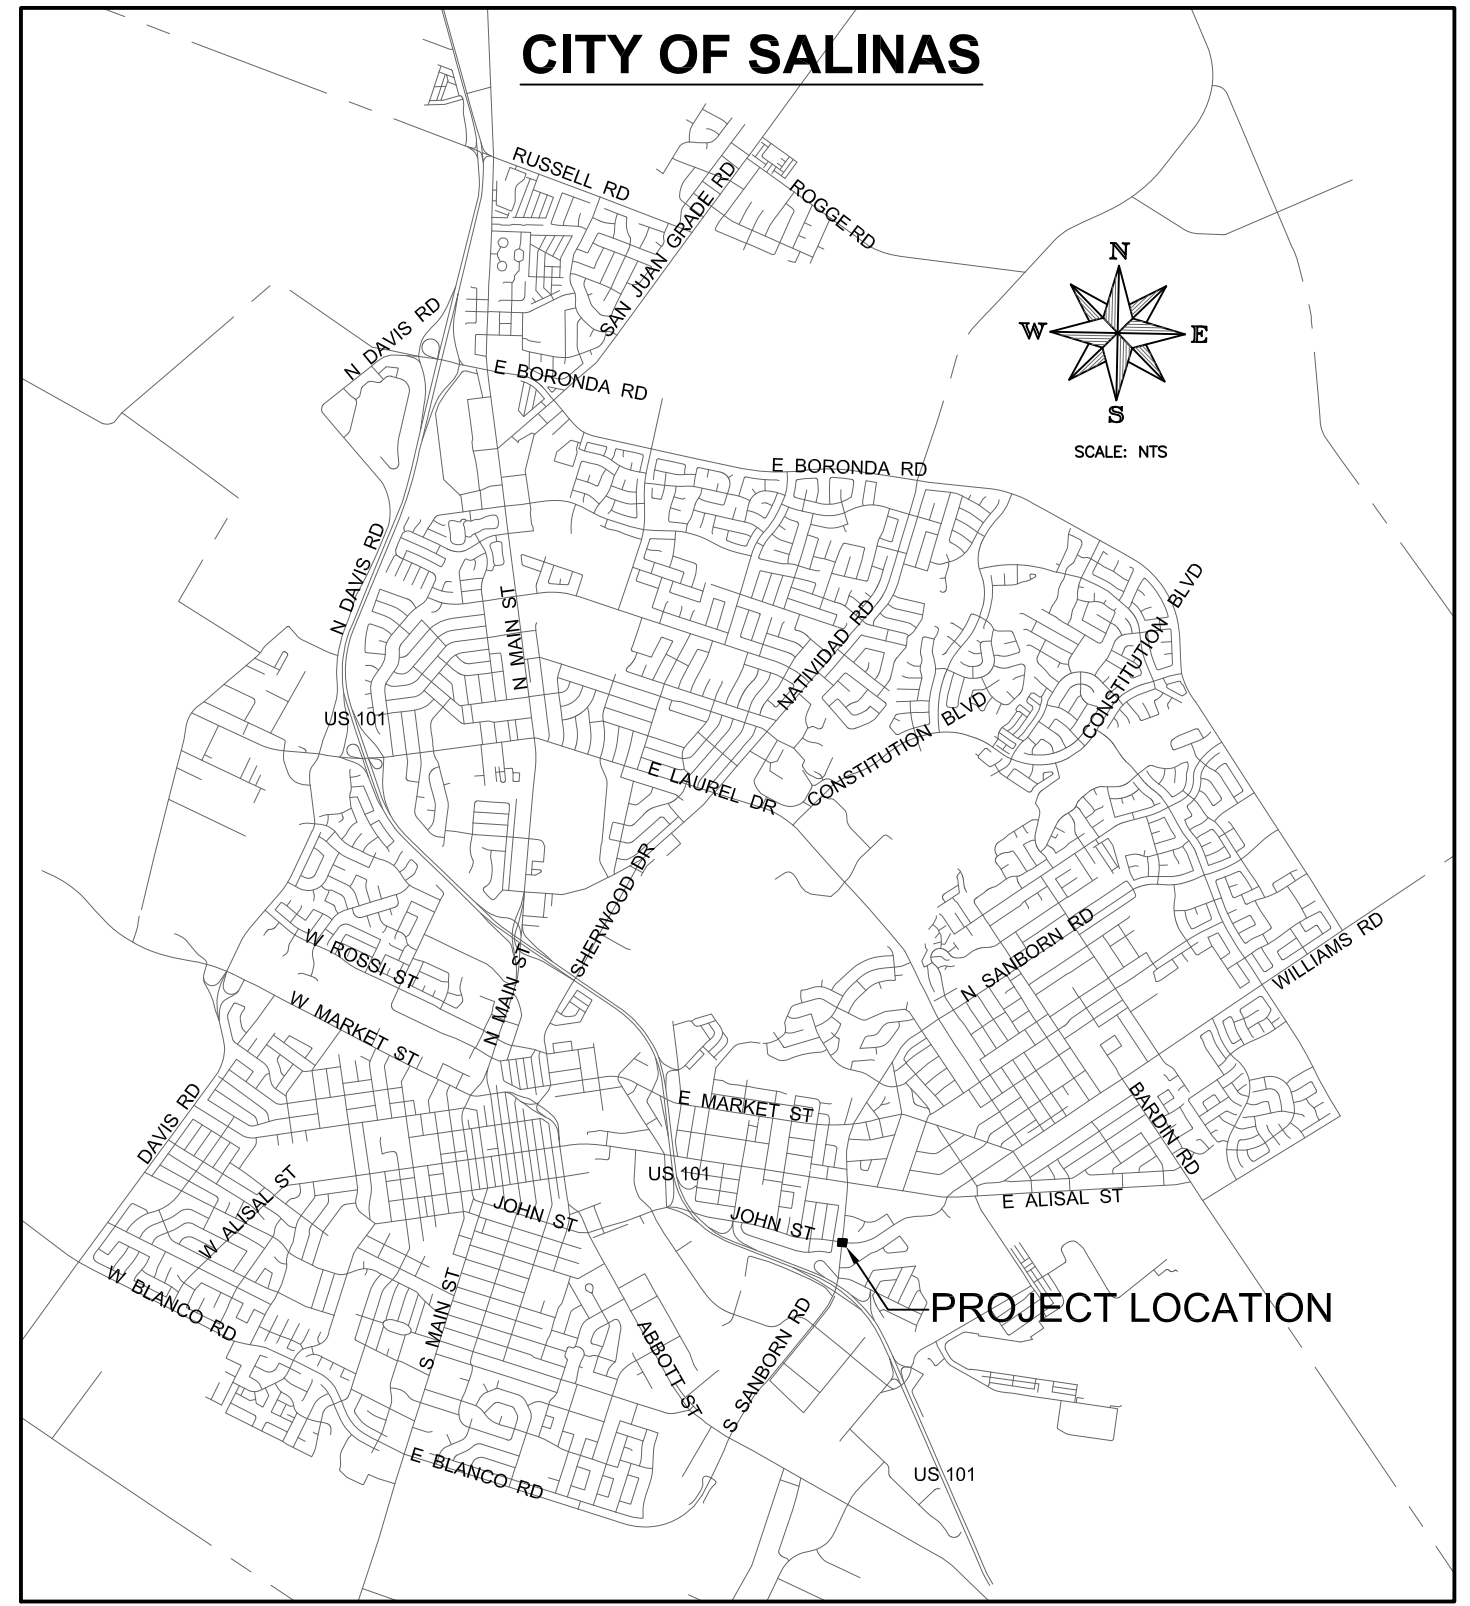 CITY OF SALINAS
RUSSELL RD
SAN JUAN GRADE RD
ROGGE RD
N
W
E
S
SCALE: NTS
N DAVIS RD
E BORONDA RD
E BORONDA RD
N DAVIS RD
N MAIN ST
NATIVIDAD RD
CONSTITUTION BLVD
CONSTITUTION BLVD
US 101
E LAUREL DR
SHERWOOD DR
W ROSSI ST
N MAIN ST
N SANBORN RD
WILLIAMS RD
W MARKET ST
E MARKET ST
DAVIS RD
BARDIN RD
US 101
E ALISAL ST
W ALISAL ST
JOHN ST
JOHN ST
W BLANCO RD
S MAIN ST
ABBOTT ST
S SANBORN RD
PROJECT LOCATION
E BLANCO RD
US 101